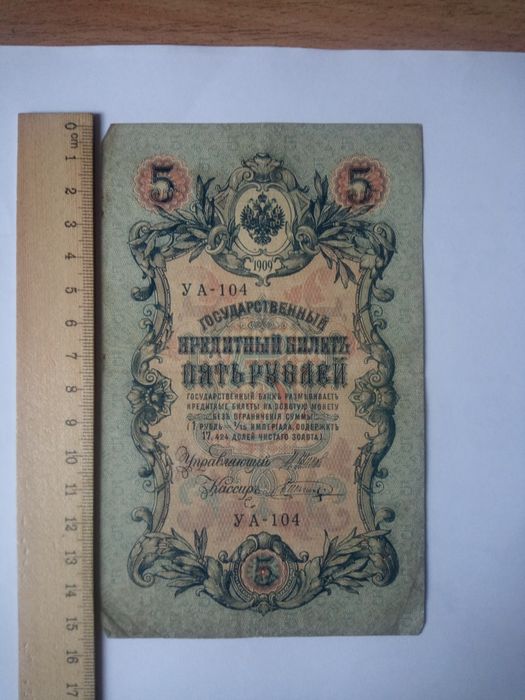 0 cm 1 2 3 4 5 6 7 8 9 10 11 12 13 14 15 16 17
5 5
1909
УА-104
ГОСУДАРСТВЕННЫЙ
КРЕДИТНЫЙ БИЛЕТЪ
ПЯТЬ РУБЛЕЙ
ГОСУДАРСТВЕННЫЙ БАНКЪ РАЗМѢНИВАЕТЪ
КРЕДИТНЫЕ БИЛЕТЫ НА ЗОЛОТУЮ МОНЕТУ
БЕЗЪ ОГРАНИЧЕНІЯ СУММЫ
(1 РУБЛЬ = 1/15 ИМПЕРІАЛА, СОДЕРЖИТЪ
17,424 ДОЛЕЙ ЧИСТАГО ЗОЛОТА)
Управляющій
Кассиръ
УА-104
5